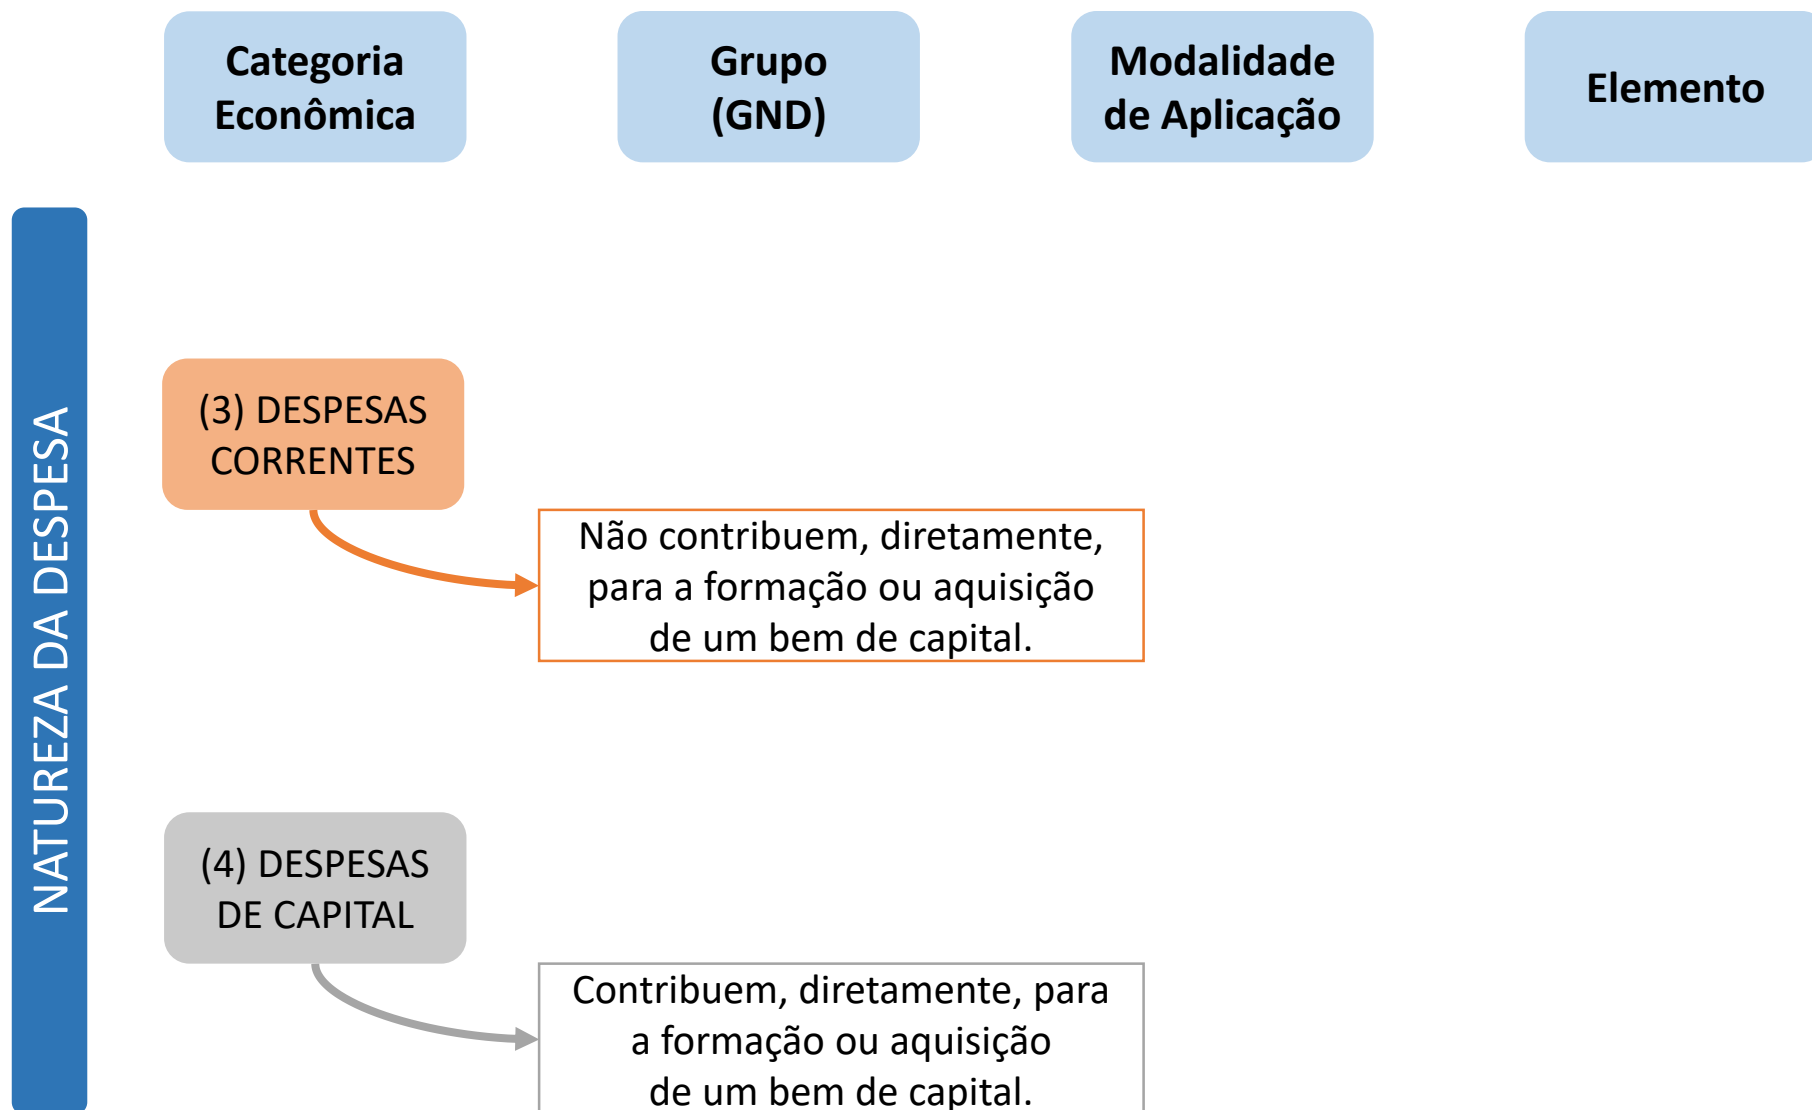 Categoria
Econômica
Grupo
(GND)
Modalidade
de Aplicação
Elemento
NATUREZA DA DESPESA
(3) DESPESAS
CORRENTES
Não contribuem, diretamente,
para a formação ou aquisição
de um bem de capital.
(4) DESPESAS
DE CAPITAL
Contribuem, diretamente, para
a formação ou aquisição
de um bem de capital.